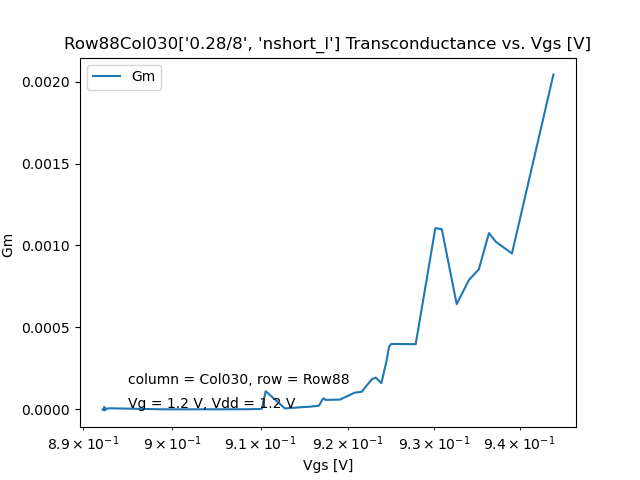 Row88Col030['0.28/8', 'nshort_l'] Transconductance vs. Vgs [V]
Gm
0.0020
0.0015
0.0010
0.0005
0.0000
Gm
column = Col030, row = Row88
Vg = 1.2 V, Vdd = 1.2 V
8.9 × 10⁻¹ 9 × 10⁻¹ 9.1 × 10⁻¹ 9.2 × 10⁻¹ 9.3 × 10⁻¹ 9.4 × 10⁻¹
Vgs [V]